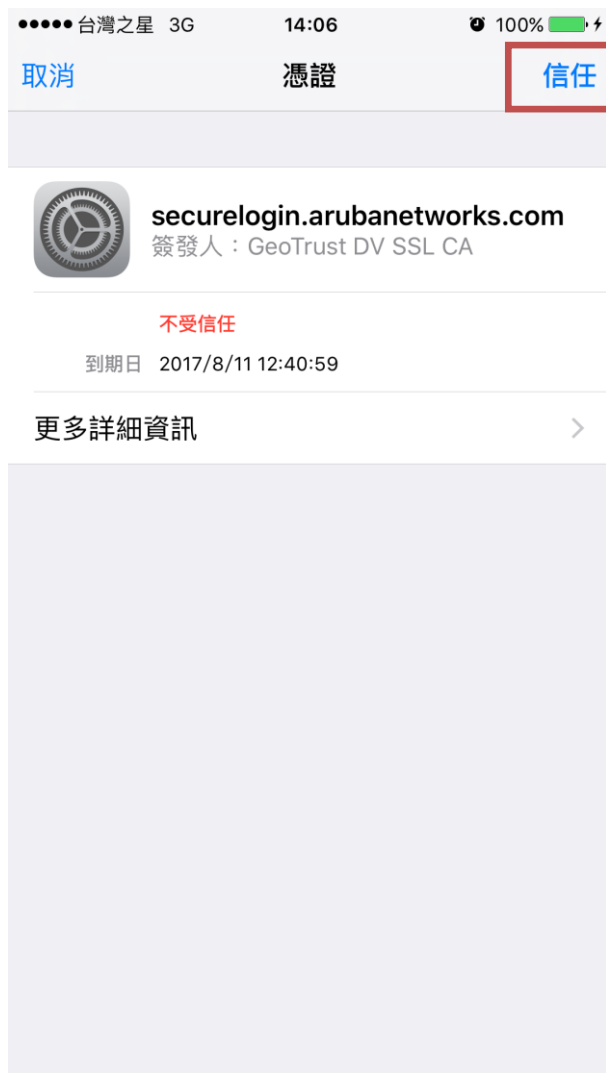 台灣之星 3G 14:06 100%
取消 憑證 信任
securelogin.arubanetworks.com
簽發人：GeoTrust DV SSL CA
不受信任
到期日 2017/8/11 12:40:59
更多詳細資訊